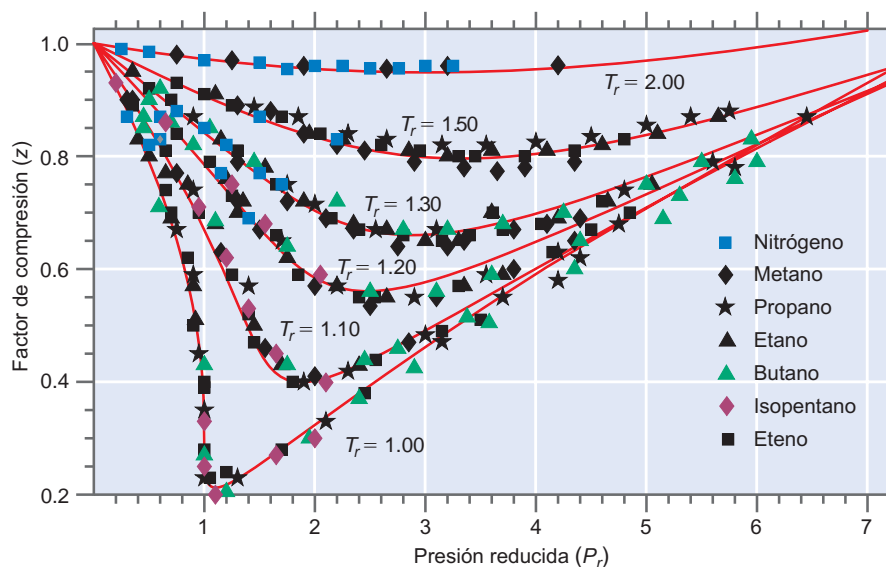 Factor de compresión (z)
1.0
0.8
0.6
0.4
0.2
T_r = 2.00
T_r = 1.50
T_r = 1.30
T_r = 1.20
T_r = 1.10
T_r = 1.00
Nitrógeno
Metano
Propano
Etano
Butano
Isopentano
Eteno
1 2 3 4 5 6 7
Presión reducida (P_r)